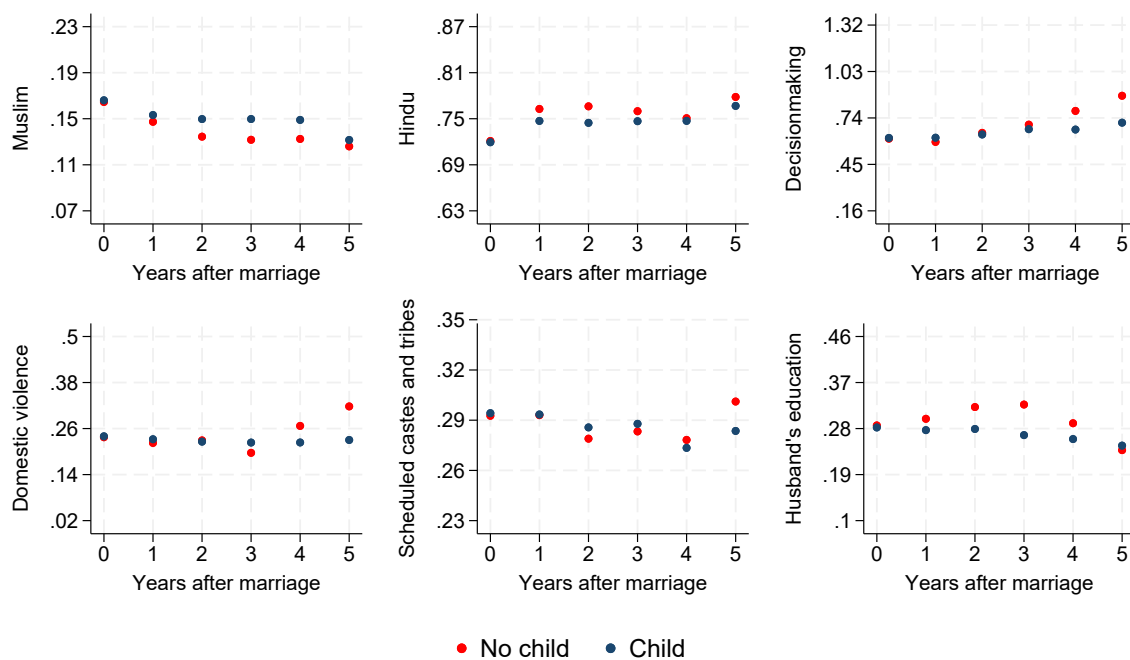 Muslim
.23
.19
.15
.11
.07
0 1 2 3 4 5
Years after marriage
Hindu
.87
.81
.75
.69
.63
0 1 2 3 4 5
Years after marriage
Decisionmaking
1.32
1.03
.74
.45
.16
0 1 2 3 4 5
Years after marriage
Domestic violence
.5
.38
.26
.14
.02
0 1 2 3 4 5
Years after marriage
Scheduled castes and tribes
.35
.32
.29
.26
.23
0 1 2 3 4 5
Years after marriage
Husband's education
.46
.37
.28
.19
.1
0 1 2 3 4 5
Years after marriage
No child Child